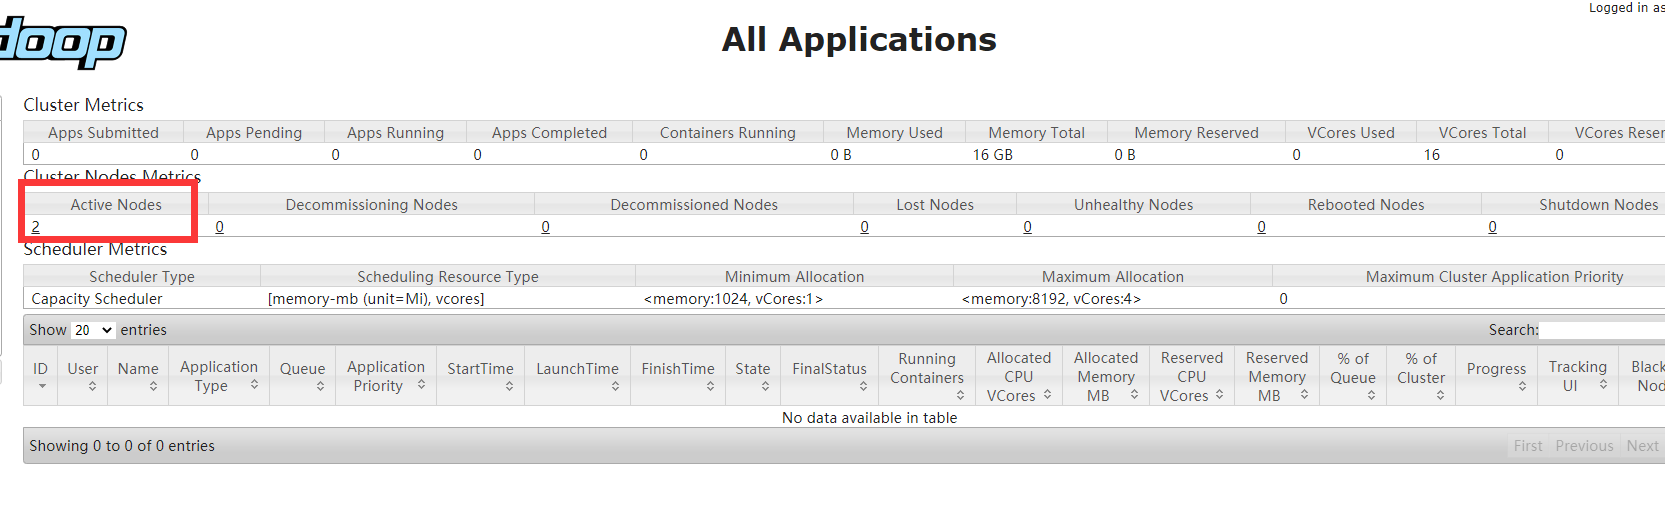 Logged in as
doop
All Applications
Cluster Metrics
Apps Submitted Apps Pending Apps Running Apps Completed Containers Running Memory Used Memory Total Memory Reserved VCores Used VCores Total VCores Reser
0 0 0 0 0 0 B 16 GB 0 B 0 16 0
Cluster Nodes Metrics
Active Nodes Decommissioning Nodes Decommissioned Nodes Lost Nodes Unhealthy Nodes Rebooted Nodes Shutdown Nodes
2 0 0 0 0 0 0
Scheduler Metrics
Scheduler Type Scheduling Resource Type Minimum Allocation Maximum Allocation Maximum Cluster Application Priority
Capacity Scheduler [memory-mb (unit=Mi), vcores] <memory:1024, vCores:1> <memory:8192, vCores:4> 0
Show 20 entries Search:
ID User Name Application Type Queue Application Priority StartTime LaunchTime FinishTime State FinalStatus Running Containers Allocated CPU VCores Allocated Memory MB Reserved CPU VCores Reserved Memory MB % of Queue % of Cluster Progress Tracking UI Black Nod
No data available in table
Showing 0 to 0 of 0 entries First Previous Next